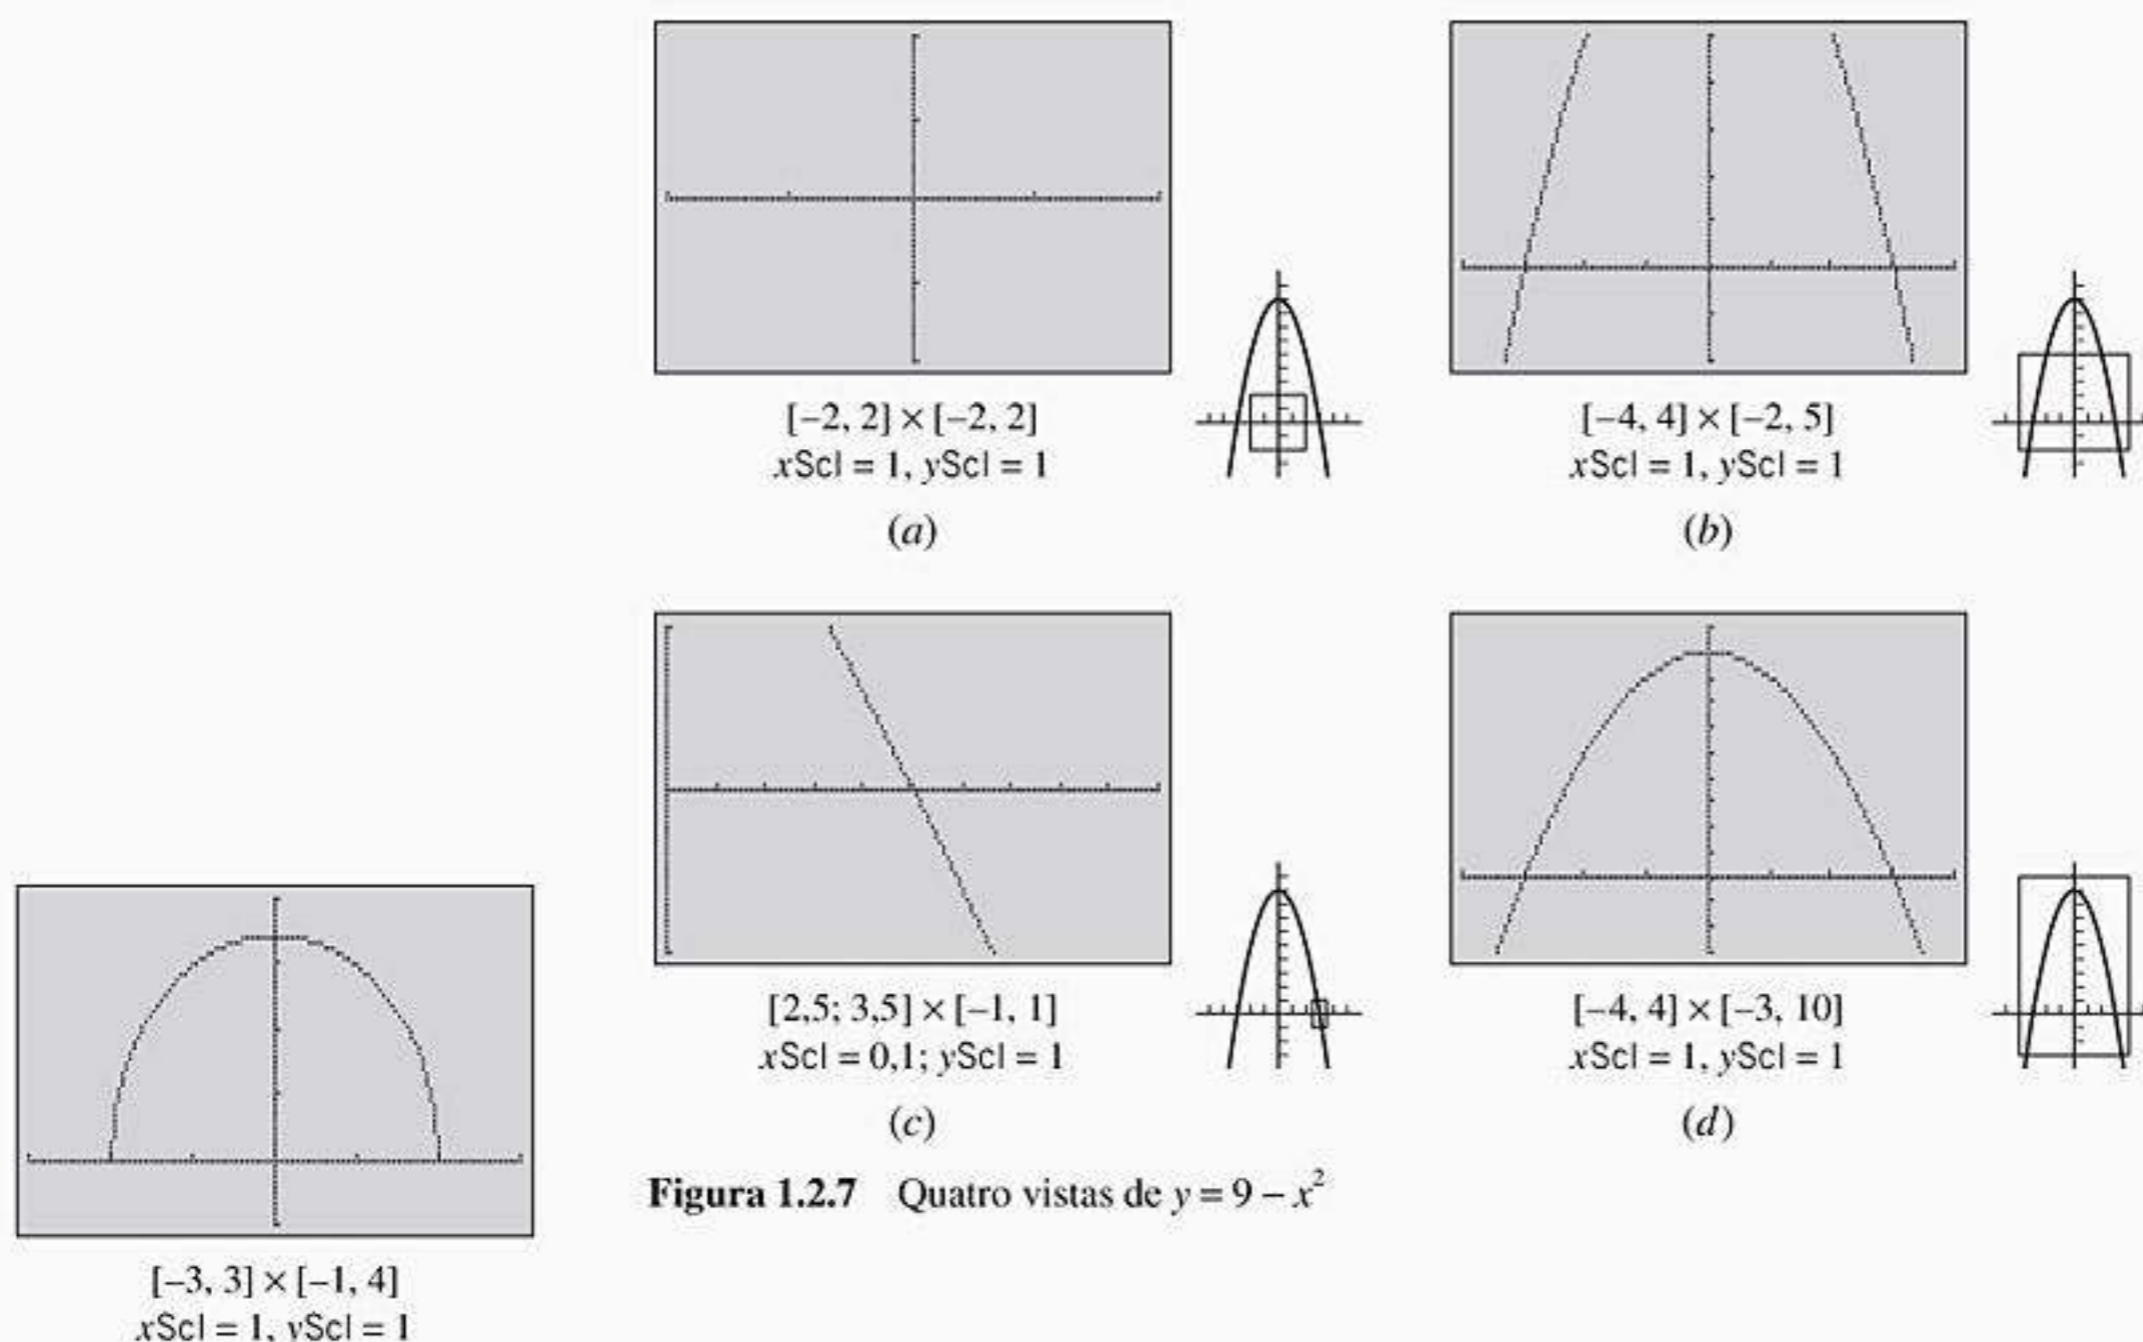 [–2, 2] × [–2, 2]
xScl = 1, yScl = 1
(a)
[–4, 4] × [–2, 5]
xScl = 1, yScl = 1
(b)
[2,5; 3,5] × [–1, 1]
xScl = 0,1; yScl = 1
(c)
[–4, 4] × [–3, 10]
xScl = 1, yScl = 1
(d)
Figura 1.2.7 Quatro vistas de y = 9 – x²
[–3, 3] × [–1, 4]
xScl = 1, yScl = 1